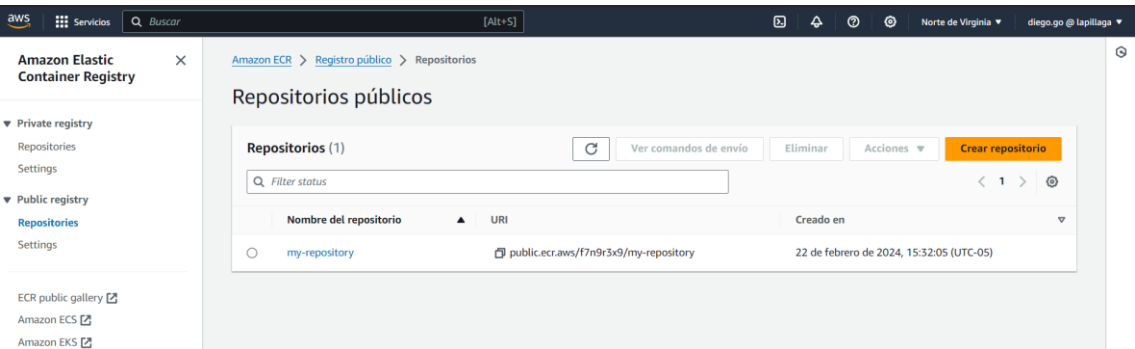 aws Servicios Buscar [Alt+S] Norte de Virginia diego.go @ lapillaga
Amazon Elastic Container Registry
Private registry
Repositories
Settings
Public registry
Repositories
Settings
ECR public gallery
Amazon ECS
Amazon EKS
Amazon ECR > Registro público > Repositorios
Repositorios públicos
Repositorios (1) Ver comandos de envío Eliminar Acciones Crear repositorio
Filter status < 1 >
Nombre del repositorio URI Creado en
my-repository public.ecr.aws/f7n9r3x9/my-repository 22 de febrero de 2024, 15:32:05 (UTC-05)